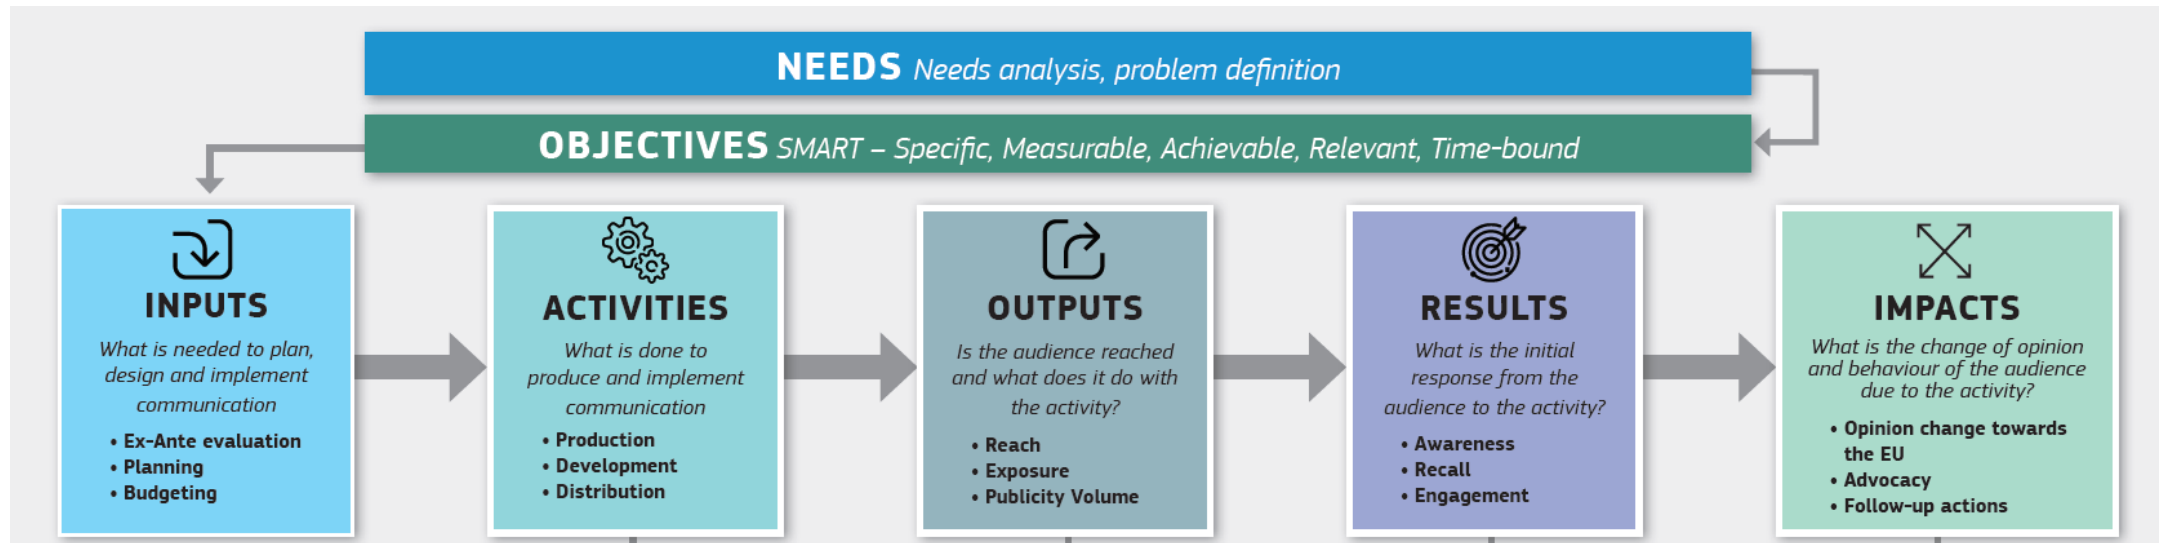 NEEDS Needs analysis, problem definition
OBJECTIVES SMART – Specific, Measurable, Achievable, Relevant, Time-bound
INPUTS
What is needed to plan,
design and implement
communication
• Ex-Ante evaluation
• Planning
• Budgeting
ACTIVITIES
What is done to
produce and implement
communication
• Production
• Development
• Distribution
OUTPUTS
Is the audience reached
and what does it do with
the activity?
• Reach
• Exposure
• Publicity Volume
RESULTS
What is the initial
response from the
audience to the activity?
• Awareness
• Recall
• Engagement
IMPACTS
What is the change of opinion
and behaviour of the audience
due to the activity?
• Opinion change towards
the EU
• Advocacy
• Follow-up actions